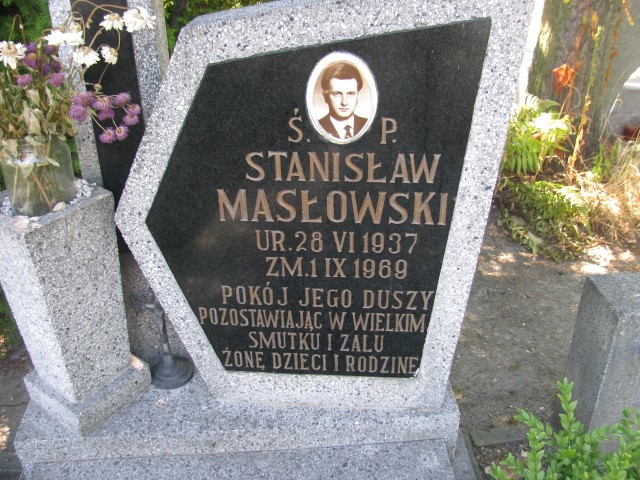 Ś. P.
STANISŁAW
MASŁOWSKI
UR. 28 VI 1937
ZM. 1 IX 1969
POKÓJ JEGO DUSZY
POZOSTAWIAJĄC W WIELKIM
SMUTKU I ZALU
ŻONĘ DZIECI I RODZINĘ